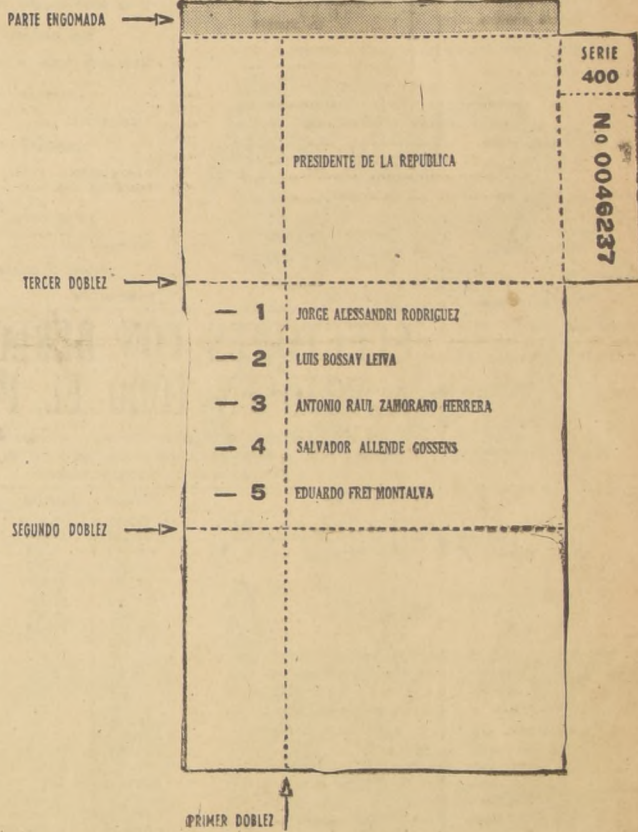 PARTE ENGOMADA
SERIE
400
No 0046237
PRESIDENTE DE LA REPUBLICA
TERCER DOBLEZ
— 1 JORGE ALESSANDRI RODRIGUEZ
— 2 LUIS BOSSAY LEIVA
— 3 ANTONIO RAUL ZAMORANO HERRERA
— 4 SALVADOR ALLENDE GOSSENS
— 5 EDUARDO FREI MONTALVA
SEGUNDO DOBLEZ
PRIMER DOBLEZ